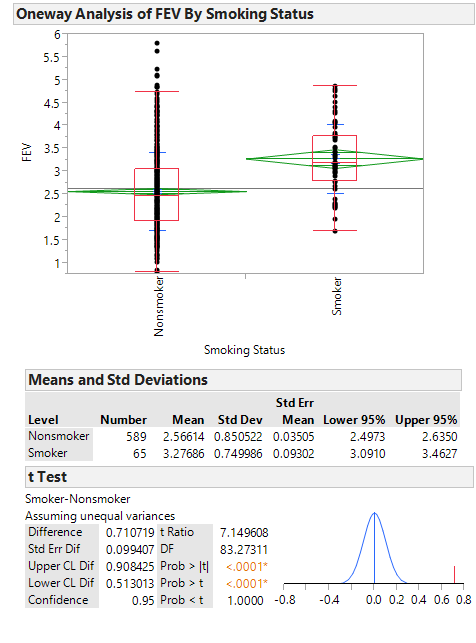 Oneway Analysis of FEV By Smoking Status
6
5.5
5
4.5
4
3.5
3
2.5
2
1.5
1
FEV
Nonsmoker
Smoker
Smoking Status
Means and Std Deviations
Std Err
Level Number Mean Std Dev Mean Lower 95% Upper 95%
Nonsmoker 589 2.56614 0.850522 0.03505 2.4973 2.6350
Smoker 65 3.27686 0.749986 0.09302 3.0910 3.4627
t Test
Smoker-Nonsmoker
Assuming unequal variances
Difference 0.710719 t Ratio 7.149608
Std Err Dif 0.099407 DF 83.27311
Upper CL Dif 0.908425 Prob > |t| <.0001*
Lower CL Dif 0.513013 Prob > t <.0001*
Confidence 0.95 Prob < t 1.0000
-0.8 -0.4 0.0 0.2 0.4 0.6 0.8